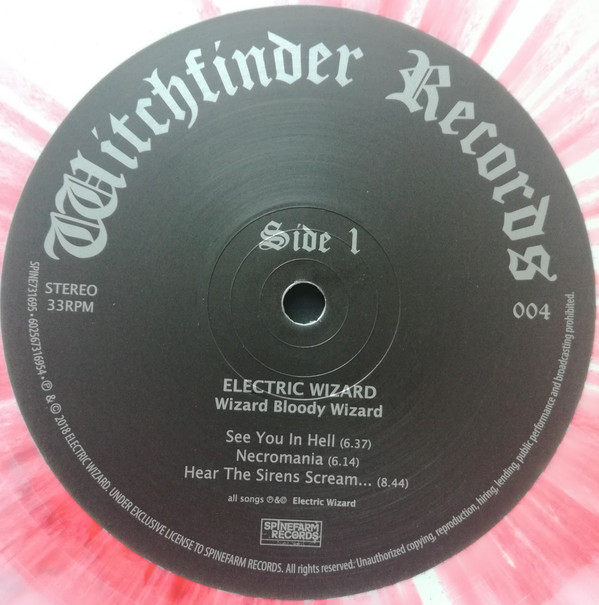 Witchfinder Records
Side 1
STEREO
33RPM
004
ELECTRIC WIZARD
Wizard Bloody Wizard
See You In Hell (6.37)
Necromania (6.14)
Hear The Sirens Scream... (8.44)
all songs ℗&© Electric Wizard
SPINEFARM
RECORDS
SPINE731695 • 602567316954 • ℗ & © 2018 ELECTRIC WIZARD, UNDER EXCLUSIVE LICENSE TO SPINEFARM RECORDS. All rights reserved. Unauthorized copying, reproduction, hiring, lending, public performance and broadcasting prohibited.